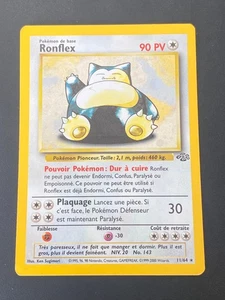 Pokémon de base
Ronflex
90 PV
Pokémon Ronfleur. Taille: 2,1 m, poids: 460 kg.
Pouvoir Pokémon : Dur à cuire Ronflex
ne peut pas devenir Endormi, Confus, Paralysé ou
Empoisonné. Ce pouvoir ne peut pas être utilisé si
Ronflex est déjà Endormi, Confus ou Paralysé.
Plaquage Lancez une pièce. Si
c'est face, le Pokémon Défenseur
est maintenant Paralysé.
30
faiblesse
résistance
-30
coût de retraite
Très paresseux, il ne fait que manger et dormir. Plus il est
gros, plus il devient fainéant. NIV. 20 No. 143
Illus. Ken Sugimori
11/64 ★